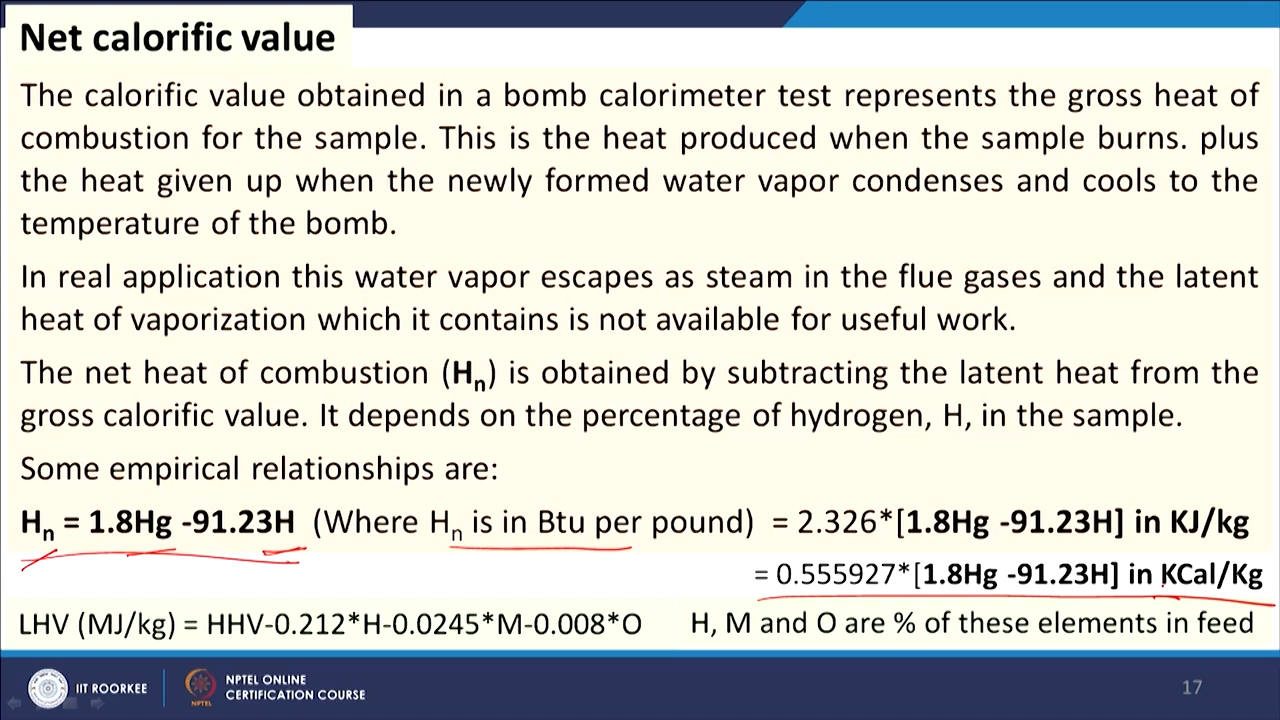 Net calorific value
The calorific value obtained in a bomb calorimeter test represents the gross heat of
combustion for the sample. This is the heat produced when the sample burns. plus
the heat given up when the newly formed water vapor condenses and cools to the
temperature of the bomb.
In real application this water vapor escapes as steam in the flue gases and the latent
heat of vaporization which it contains is not available for useful work.
The net heat of combustion (Hn) is obtained by subtracting the latent heat from the
gross calorific value. It depends on the percentage of hydrogen, H, in the sample.
Some empirical relationships are:
Hn = 1.8Hg -91.23H (Where Hn is in Btu per pound) = 2.326*[1.8Hg -91.23H] in KJ/kg
= 0.555927*[1.8Hg -91.23H] in KCal/Kg
LHV (MJ/kg) = HHV-0.212*H-0.0245*M-0.008*O H, M and O are % of these elements in feed
IIT ROORKEE
NPTEL
NPTEL ONLINE
CERTIFICATION COURSE
17